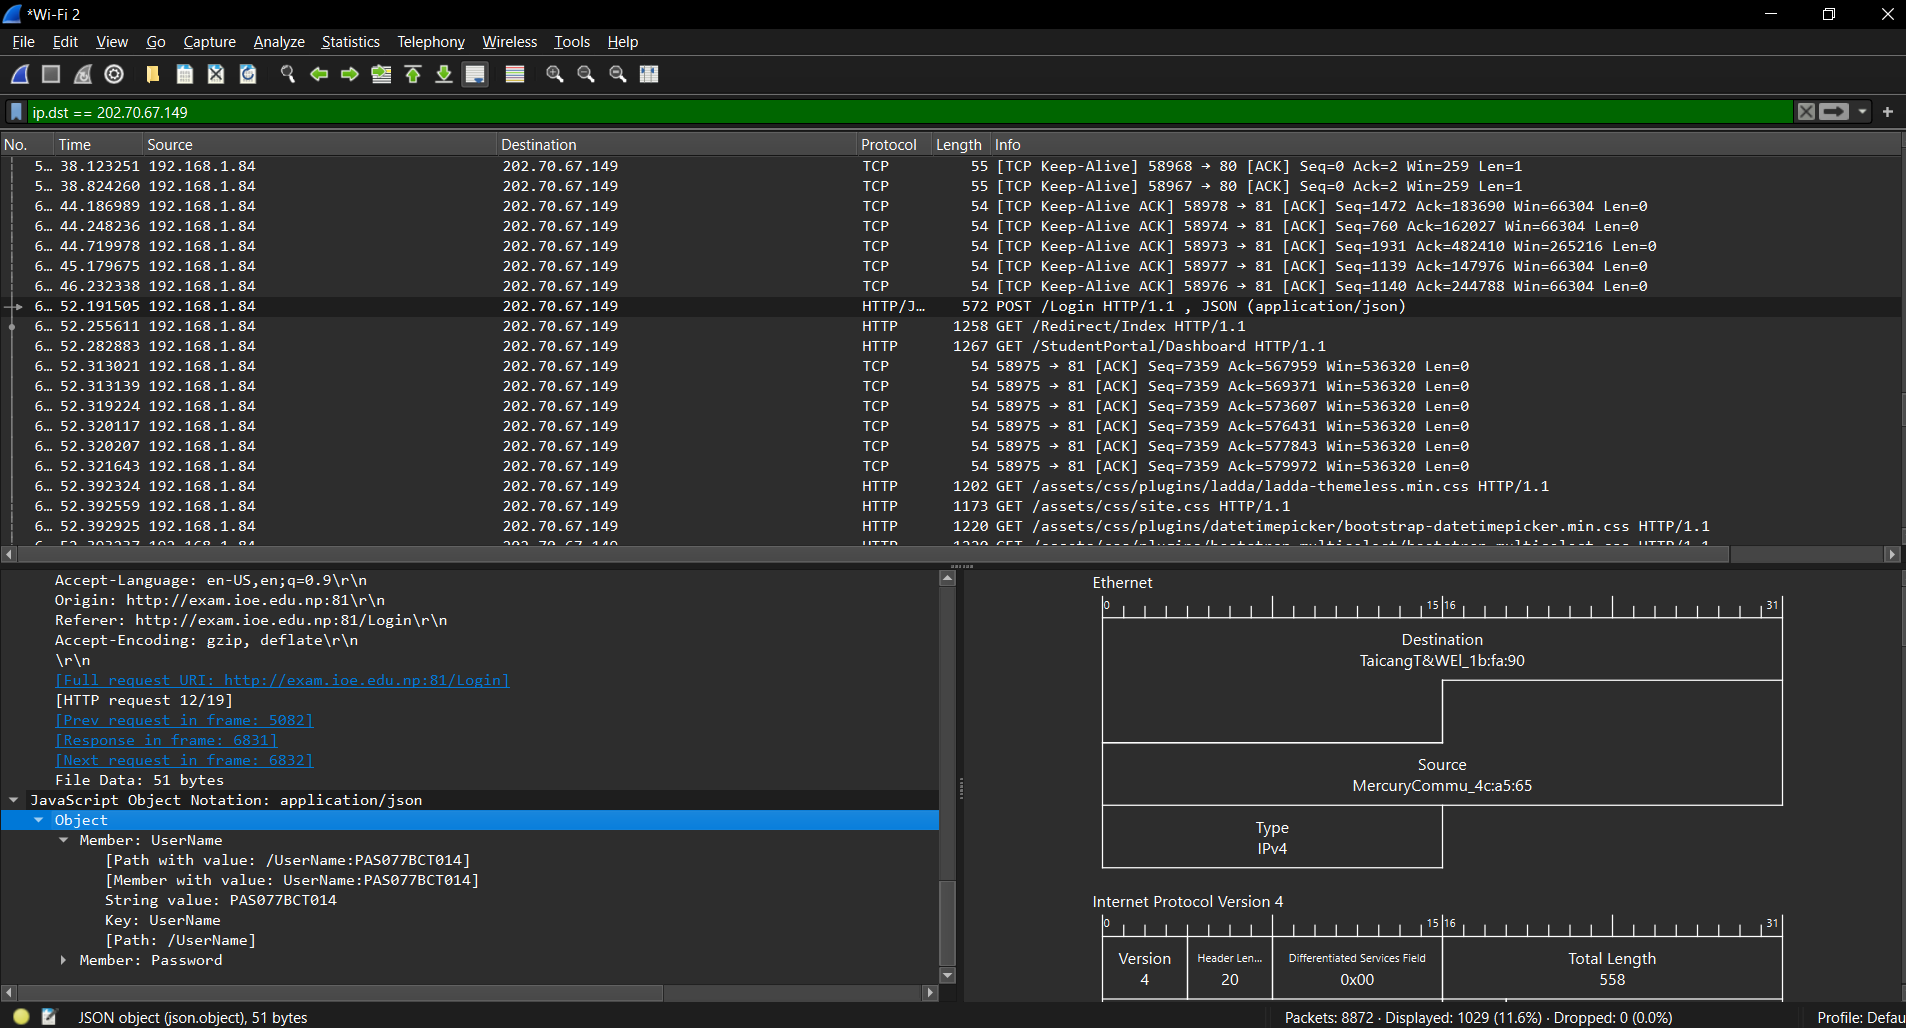 *Wi-Fi 2
File Edit View Go Capture Analyze Statistics Telephony Wireless Tools Help
ip.dst == 202.70.67.149
No. Time Source Destination Protocol Length Info
5… 38.123251 192.168.1.84 202.70.67.149 TCP 55 [TCP Keep-Alive] 58968 → 80 [ACK] Seq=0 Ack=2 Win=259 Len=1
5… 38.824260 192.168.1.84 202.70.67.149 TCP 55 [TCP Keep-Alive] 58967 → 80 [ACK] Seq=0 Ack=2 Win=259 Len=1
6… 44.186989 192.168.1.84 202.70.67.149 TCP 54 [TCP Keep-Alive ACK] 58978 → 81 [ACK] Seq=1472 Ack=183690 Win=66304 Len=0
6… 44.248236 192.168.1.84 202.70.67.149 TCP 54 [TCP Keep-Alive ACK] 58974 → 81 [ACK] Seq=760 Ack=162027 Win=66304 Len=0
6… 44.719978 192.168.1.84 202.70.67.149 TCP 54 [TCP Keep-Alive ACK] 58973 → 81 [ACK] Seq=1931 Ack=482410 Win=265216 Len=0
6… 45.179675 192.168.1.84 202.70.67.149 TCP 54 [TCP Keep-Alive ACK] 58977 → 81 [ACK] Seq=1139 Ack=147976 Win=66304 Len=0
6… 46.232338 192.168.1.84 202.70.67.149 TCP 54 [TCP Keep-Alive ACK] 58976 → 81 [ACK] Seq=1140 Ack=244788 Win=66304 Len=0
6… 52.191505 192.168.1.84 202.70.67.149 HTTP/J… 572 POST /Login HTTP/1.1 , JSON (application/json)
6… 52.255611 192.168.1.84 202.70.67.149 HTTP 1258 GET /Redirect/Index HTTP/1.1
6… 52.282883 192.168.1.84 202.70.67.149 HTTP 1267 GET /StudentPortal/Dashboard HTTP/1.1
6… 52.313021 192.168.1.84 202.70.67.149 TCP 54 58975 → 81 [ACK] Seq=7359 Ack=567959 Win=536320 Len=0
6… 52.313139 192.168.1.84 202.70.67.149 TCP 54 58975 → 81 [ACK] Seq=7359 Ack=569371 Win=536320 Len=0
6… 52.319224 192.168.1.84 202.70.67.149 TCP 54 58975 → 81 [ACK] Seq=7359 Ack=573607 Win=536320 Len=0
6… 52.320117 192.168.1.84 202.70.67.149 TCP 54 58975 → 81 [ACK] Seq=7359 Ack=576431 Win=536320 Len=0
6… 52.320207 192.168.1.84 202.70.67.149 TCP 54 58975 → 81 [ACK] Seq=7359 Ack=577843 Win=536320 Len=0
6… 52.321643 192.168.1.84 202.70.67.149 TCP 54 58975 → 81 [ACK] Seq=7359 Ack=579972 Win=536320 Len=0
6… 52.392324 192.168.1.84 202.70.67.149 HTTP 1202 GET /assets/css/plugins/ladda/ladda-themeless.min.css HTTP/1.1
6… 52.392559 192.168.1.84 202.70.67.149 HTTP 1173 GET /assets/css/site.css HTTP/1.1
6… 52.392925 192.168.1.84 202.70.67.149 HTTP 1220 GET /assets/css/plugins/datetimepicker/bootstrap-datetimepicker.min.css HTTP/1.1
Accept-Language: en-US,en;q=0.9\r\n
Origin: http://exam.ioe.edu.np:81\r\n
Referer: http://exam.ioe.edu.np:81/Login\r\n
Accept-Encoding: gzip, deflate\r\n
\r\n
[Full request URI: http://exam.ioe.edu.np:81/Login]
[HTTP request 12/19]
[Prev request in frame: 5082]
[Response in frame: 6831]
[Next request in frame: 6832]
File Data: 51 bytes
JavaScript Object Notation: application/json
Object
Member: UserName
[Path with value: /UserName:PAS077BCT014]
[Member with value: UserName:PAS077BCT014]
String value: PAS077BCT014
Key: UserName
[Path: /UserName]
Member: Password
Ethernet
0 15 16 31
Destination
TaicangT&WEl_1b:fa:90
Source
MercuryCommu_4c:a5:65
Type
IPv4
Internet Protocol Version 4
0 15 16 31
Version Header Len... Differentiated Services Field Total Length
4 20 0x00 558
JSON object (json.object), 51 bytes Packets: 8872 · Displayed: 1029 (11.6%) · Dropped: 0 (0.0%) Profile: Defau